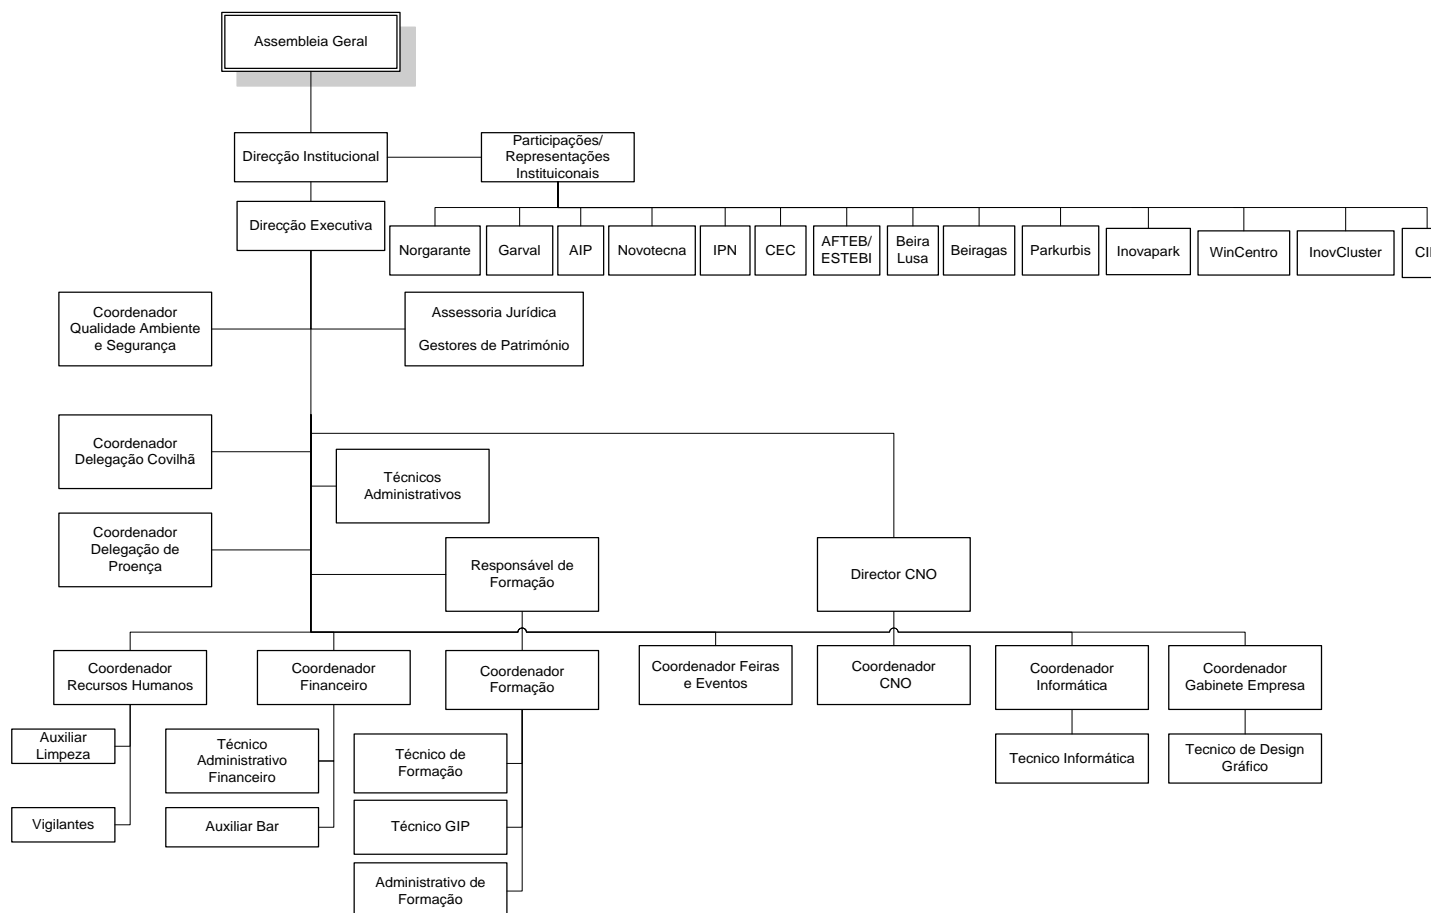 Assembleia Geral
Direcção Institucional
Participações/
Representações
Instituiconais
Direcção Executiva
Norgarante
Garval
AIP
Novotecna
IPN
CEC
AFTEB/
ESTEBI
Beira
Lusa
Beiragas
Parkurbis
Inovapark
WinCentro
InovCluster
Coordenador
Qualidade Ambiente
e Segurança
Assessoria Jurídica
Gestores de Património
Coordenador
Delegação Covilhã
Técnicos
Administrativos
Coordenador
Delegação de
Proença
Responsável de
Formação
Director CNO
Coordenador
Recursos Humanos
Coordenador
Financeiro
Coordenador
Formação
Coordenador Feiras
e Eventos
Coordenador
CNO
Coordenador
Informática
Coordenador
Gabinete Empresa
Auxiliar
Limpeza
Técnico
Administrativo
Financeiro
Técnico de
Formação
Tecnico Informática
Tecnico de Design
Gráfico
Vigilantes
Auxiliar Bar
Técnico GIP
Administrativo de
Formação